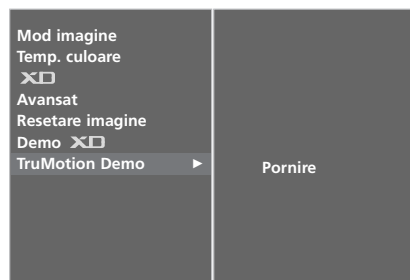 Mod imagine
Temp. culoare
XD
Avansat
Resetare imagine
Demo XD
TruMotion Demo ►
Pornire